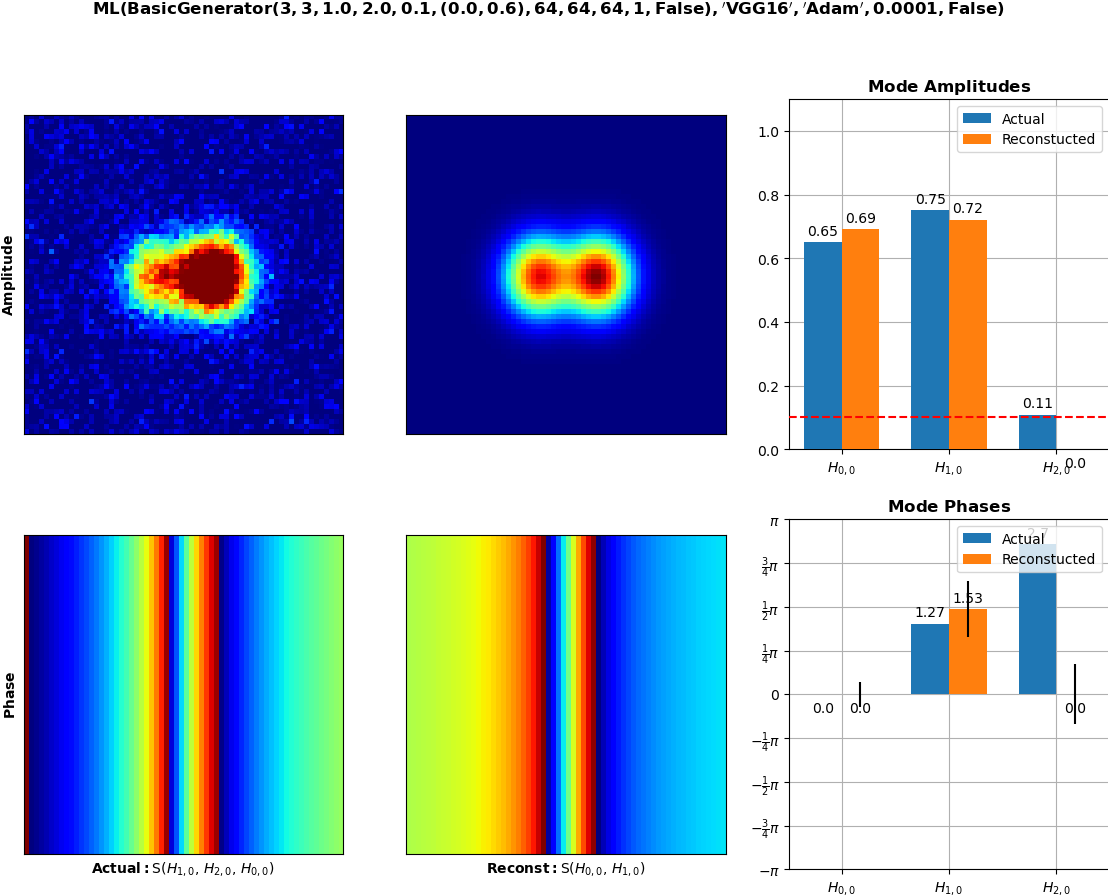 ML(BasicGenerator(3, 3, 1.0, 2.0, 0.1, (0.0, 0.6), 64, 64, 64, 1, False), 'VGG16', 'Adam', 0.0001, False)
Amplitude
Mode Amplitudes
Actual
Reconstucted
1.0
0.8
0.6
0.4
0.2
0.0
0.65
0.69
0.75
0.72
0.11
0.0
H0,0
H1,0
H2,0
Phase
Actual: S(H1,0, H2,0, H0,0)
Reconst: S(H0,0, H1,0)
Mode Phases
Actual
Reconstucted
π
3/4π
1/2π
1/4π
0
−1/4π
−1/2π
−3/4π
−π
0.0
0.0
1.27
1.53
2.7
0.0
H0,0
H1,0
H2,0